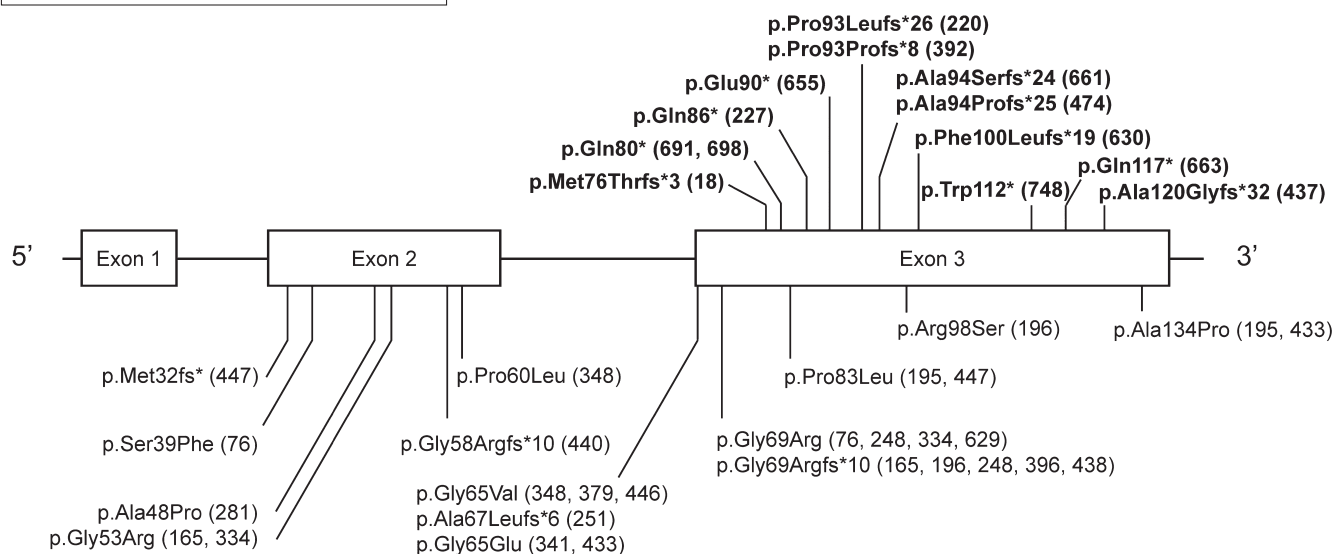 p.Pro93Leufs*26 (220)
p.Pro93Profs*8 (392)
p.Glu90* (655)
p.Ala94Serfs*24 (661)
p.Ala94Profs*25 (474)
p.Gln86* (227)
p.Phe100Leufs*19 (630)
p.Gln80* (691, 698)
p.Gln117* (663)
p.Met76Thrfs*3 (18)
p.Trp112* (748)
p.Ala120Glyfs*32 (437)
5’
Exon 1
Exon 2
Exon 3
3’
p.Arg98Ser (196)
p.Ala134Pro (195, 433)
p.Met32fs* (447)
p.Pro60Leu (348)
p.Pro83Leu (195, 447)
p.Ser39Phe (76)
p.Gly58Argfs*10 (440)
p.Gly69Arg (76, 248, 334, 629)
p.Gly69Argfs*10 (165, 196, 248, 396, 438)
p.Gly65Val (348, 379, 446)
p.Ala48Pro (281)
p.Ala67Leufs*6 (251)
p.Gly53Arg (165, 334)
p.Gly65Glu (341, 433)